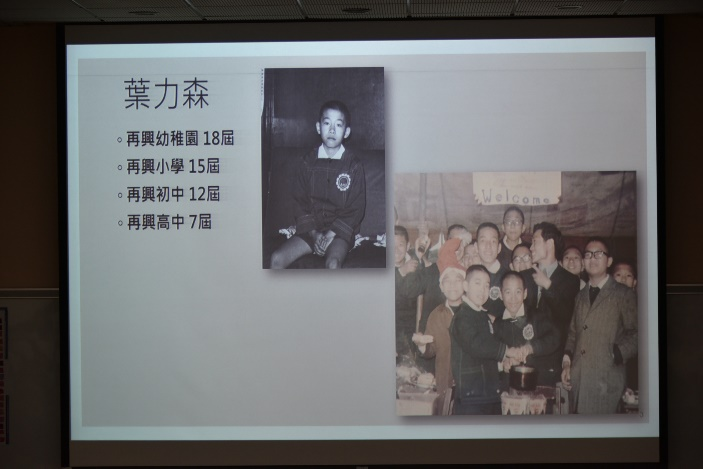 葉力森
◦ 再興幼稚園 18屆
◦ 再興小學 15屆
◦ 再興初中 12屆
◦ 再興高中 7屆
Welcome